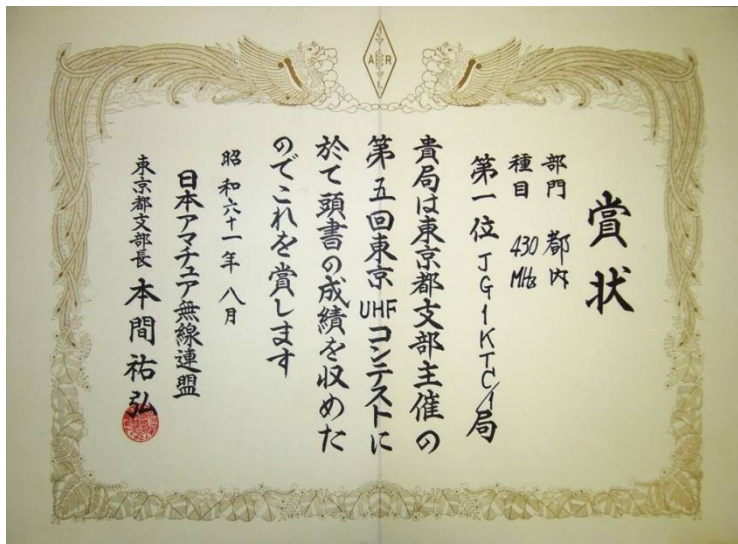 賞状
部門 都内
種目 430MHz
第一位 JG1KTC/1局
貴局は東京都支部主催の
第五回東京UHFコンテストに
於て頭書の成績を収めた
のでこれを賞します
昭和六十一年八月
日本アマチュア無線連盟
東京都支部長 本間祐弘